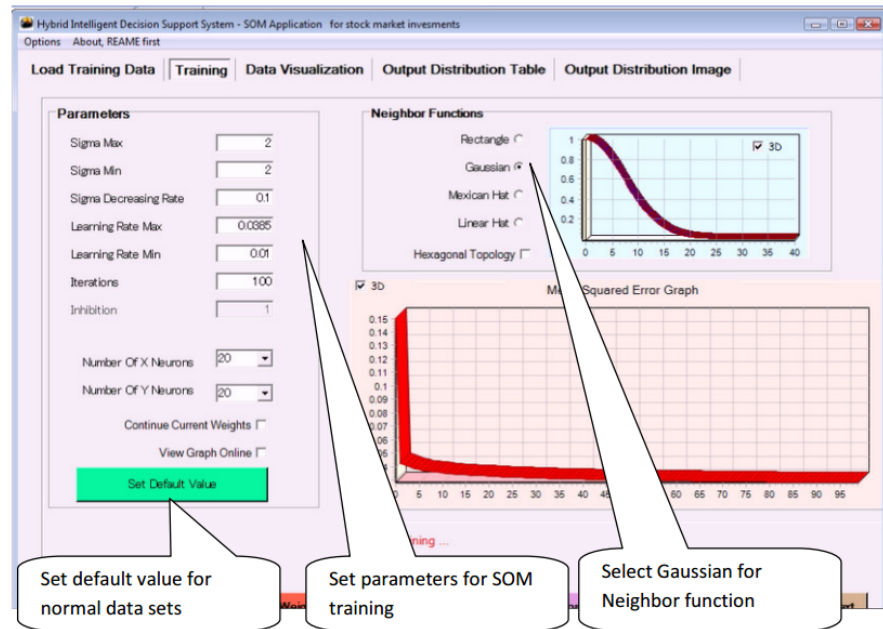 Hybrid Intelligent Decision Support System - SOM Application for stock market invesments
Options About, REAME first
Load Training Data Training Data Visualization Output Distribution Table Output Distribution Image
Parameters
Sigma Max 2
Sigma Min 2
Sigma Decreasing Rate 0.1
Learning Rate Max 0.0385
Learning Rate Min 0.01
Iterations 100
Inhibition 1
Number Of X Neurons 20
Number Of Y Neurons 20
Continue Current Weights
View Graph Online
Set Default Value
Neighbor Functions
Rectangle
Gaussian
Mexican Hat
Linear Hat
Hexagonal Topology
3D
1
0.8
0.6
0.4
0.2
0 5 10 15 20 25 30 35 40
3D
Squared Error Graph
0.15
0.14
0.13
0.12
0.11
0.1
0.09
0.08
0 5 10 15 20 25 30 35 40 60 65 70 75 80 85 90 95
Set default value for
normal data sets
Set parameters for SOM
training
Select Gaussian for
Neighbor function